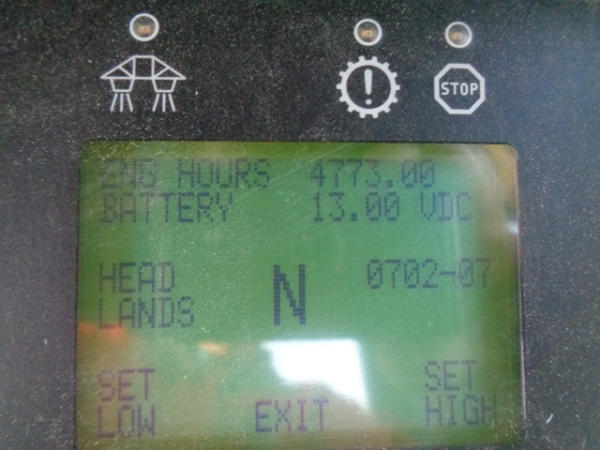 !
STOP
ENG HOURS 4773.00
BATTERY 13.00 VDC
HEAD LANDS
N
0702-07
SET LOW
EXIT
SET HIGH